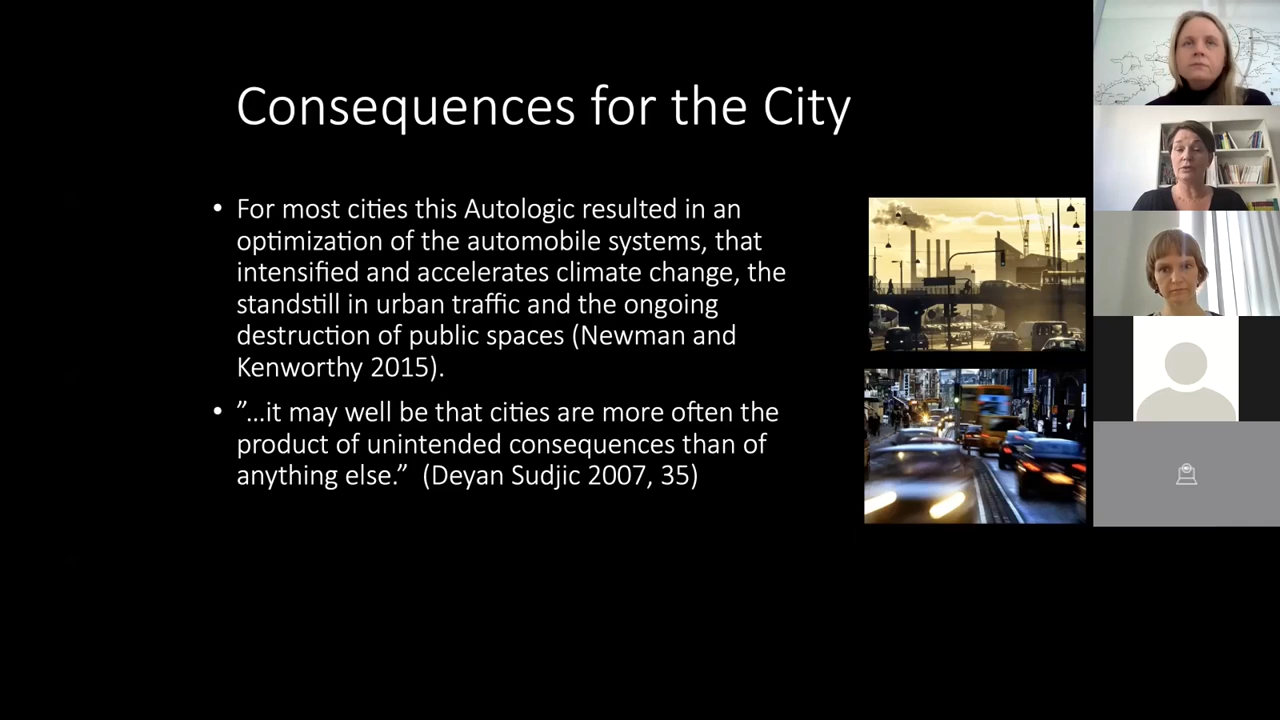 Consequences for the City
• For most cities this Autologic resulted in an
optimization of the automobile systems, that
intensified and accelerates climate change, the
standstill in urban traffic and the ongoing
destruction of public spaces (Newman and
Kenworthy 2015).
• ”...it may well be that cities are more often the
product of unintended consequences than of
anything else.” (Deyan Sudjic 2007, 35)